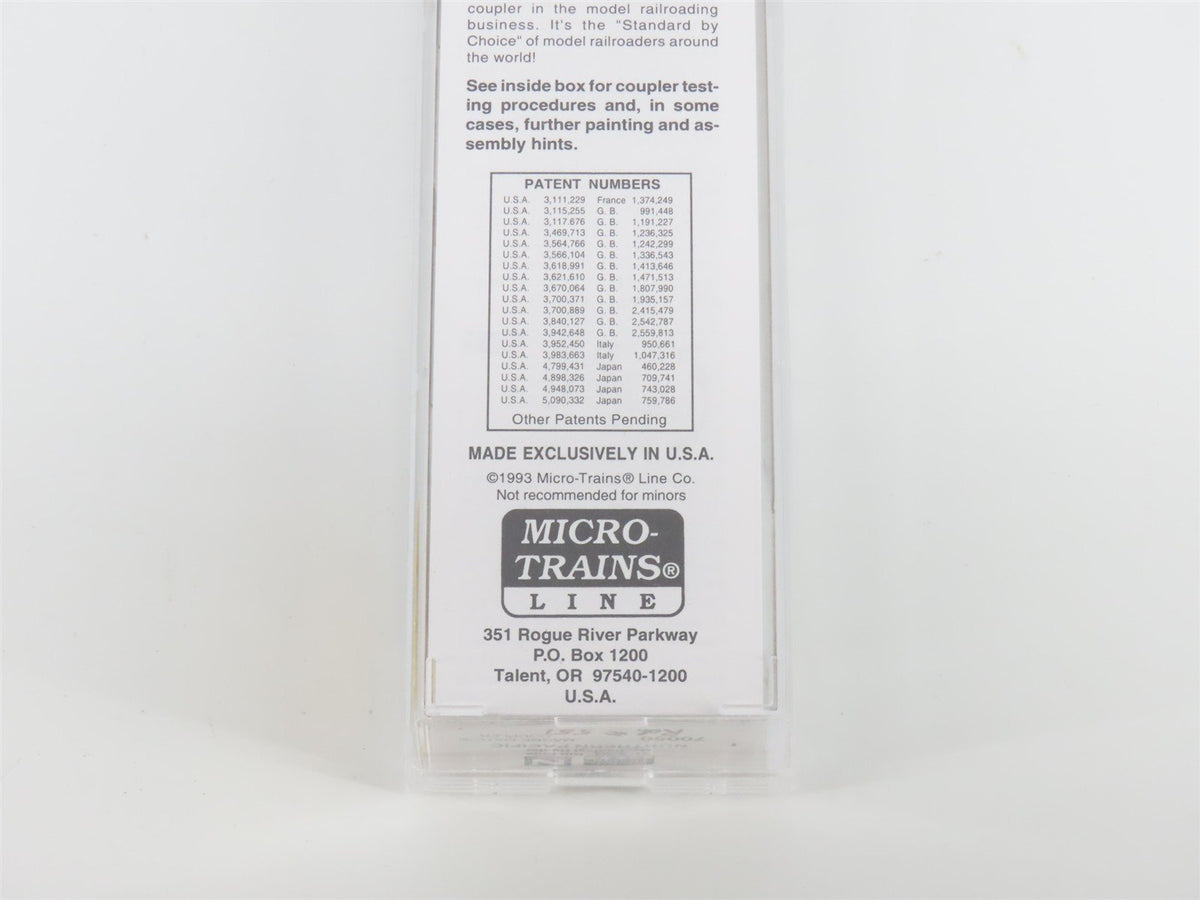 coupler in the model railroading
business. It's the "Standard by
Choice" of model railroaders around
the world!
See inside box for coupler test-
ing procedures and, in some
cases, further painting and as-
sembly hints.
PATENT NUMBERS
U.S.A. 3,111,229 France 1,374,249
U.S.A. 3,115,255 G. B. 991,448
U.S.A. 3,117.676 G. B. 1,191,227
U.S.A. 3,469,713 G. B. 1,236,325
U.S.A. 3,564,766 G. B. 1,242,299
U.S.A. 3,566,104 G. B. 1,336,543
U.S.A. 3,618,991 G. B. 1,413,646
U.S.A. 3,621,610 G. B. 1,471,513
U.S.A. 3,670,064 G. B. 1,807,990
U.S.A. 3,700,371 G. B. 1,935,157
U.S.A. 3,700,889 G. B. 2,415,479
U.S.A. 3,840,127 G. B. 2,542,787
U.S.A. 3,942,648 G. B. 2,559,813
U.S.A. 3,952,450 Italy 950,661
U.S.A. 3,983,663 Italy 1,047,316
U.S.A. 4,799,431 Japan 460,228
U.S.A. 4,898,326 Japan 709,741
U.S.A. 4,948,073 Japan 743,028
U.S.A. 5,090,332 Japan 759,786
Other Patents Pending
MADE EXCLUSIVELY IN U.S.A.
©1993 Micro-Trains® Line Co.
Not recommended for minors
MICRO-
TRAINS®
LINE
351 Rogue River Parkway
P.O. Box 1200
Talent, OR 97540-1200
U.S.A.
NORTHERN PACIFIC